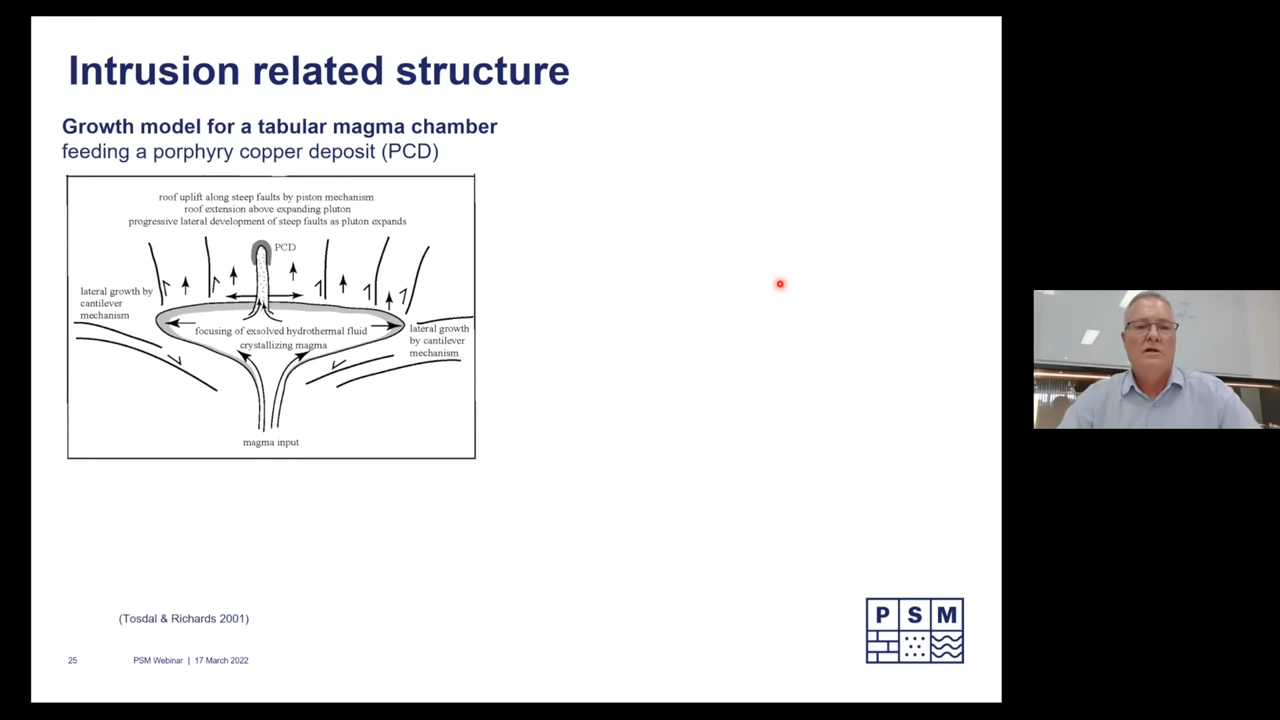 Intrusion related structure
Growth model for a tabular magma chamber
feeding a porphyry copper deposit (PCD)
roof uplift along steep faults by piston mechanism
roof extension above expanding pluton
progressive lateral development of steep faults as pluton expands
PCD
lateral growth by
cantilever
mechanism
focusing of exsolved hydrothermal fluid
crystallizing magma
lateral growth
by cantilever
mechanism
magma input
(Tosdal & Richards 2001)
PSM
25 PSM Webinar | 17 March 2022